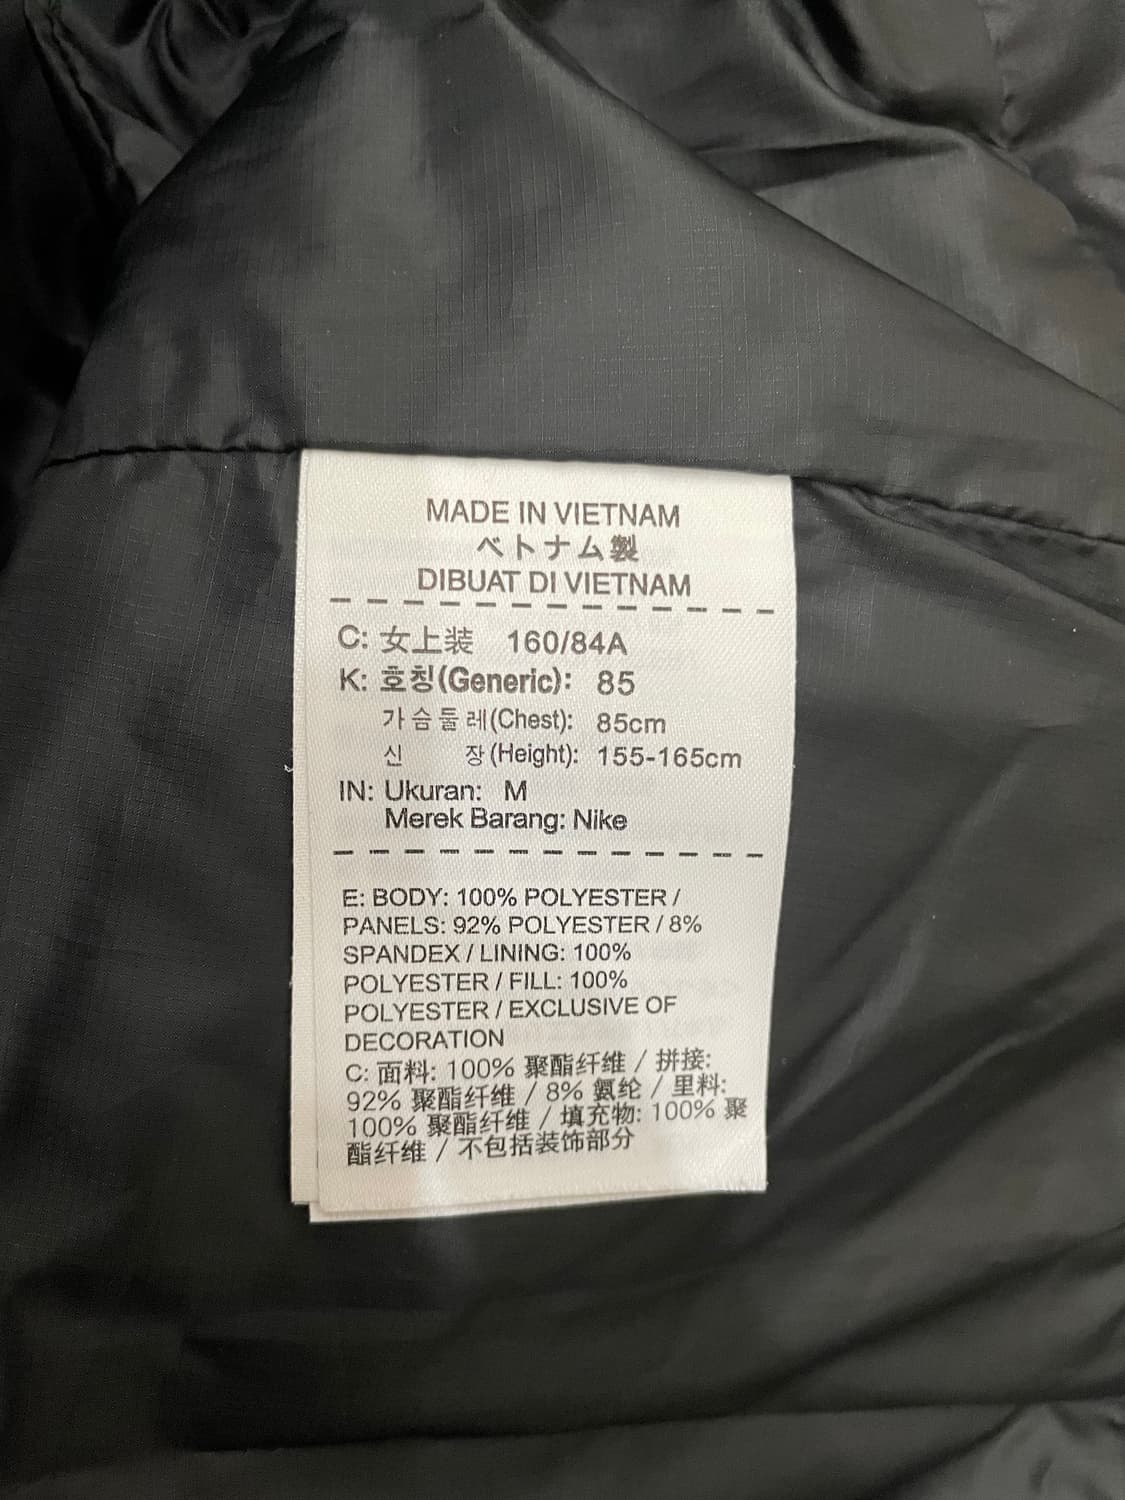 MADE IN VIETNAM
ベトナム製
DIBUAT DI VIETNAM
C: 女上装 160/84A
K: 호칭(Generic): 85
가슴둘레(Chest): 85cm
신 장(Height): 155-165cm
IN: Ukuran: M
Merek Barang: Nike
E: BODY: 100% POLYESTER /
PANELS: 92% POLYESTER / 8%
SPANDEX / LINING: 100%
POLYESTER / FILL: 100%
POLYESTER / EXCLUSIVE OF
DECORATION
C: 面料: 100% 聚酯纤维 / 拼接:
92% 聚酯纤维 / 8% 氨纶 / 里料:
100% 聚酯纤维 / 填充物: 100% 聚
酯纤维 / 不包括装饰部分